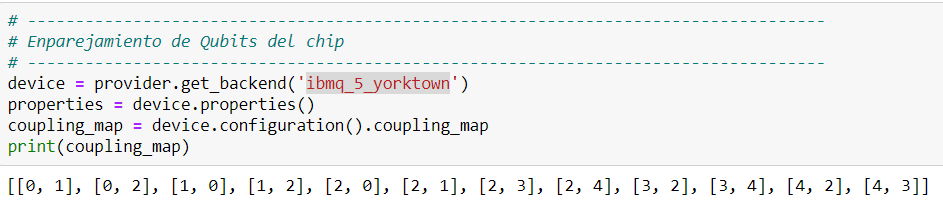 # -----------------------------------------------------------------------------------
# Enparejamiento de Qubits del chip
# -----------------------------------------------------------------------------------
device = provider.get_backend('ibmq_5_yorktown')
properties = device.properties()
coupling_map = device.configuration().coupling_map
print(coupling_map)
[[0, 1], [0, 2], [1, 0], [1, 2], [2, 0], [2, 1], [2, 3], [2, 4], [3, 2], [3, 4], [4, 2], [4, 3]]